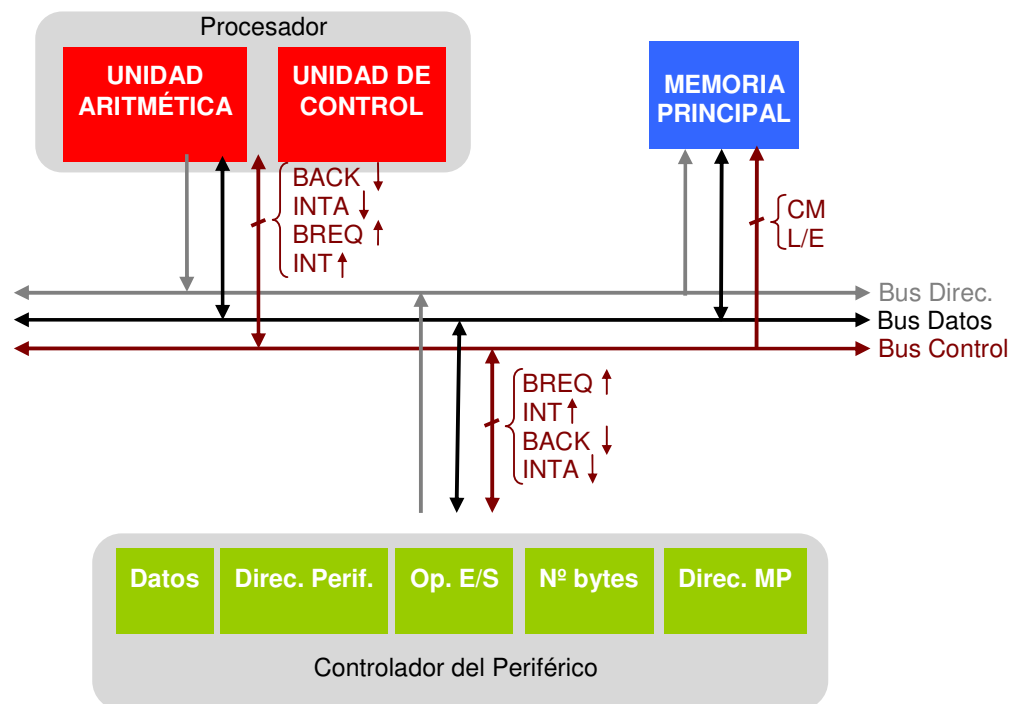 Procesador
UNIDAD
ARITMÉTICA
UNIDAD DE
CONTROL
MEMORIA
PRINCIPAL
BACK
INTA
BREQ
INT
CM
L/E
Bus Direc.
Bus Datos
Bus Control
BREQ
INT
BACK
INTA
Datos
Direc. Perif.
Op. E/S
Nº bytes
Direc. MP
Controlador del Periférico